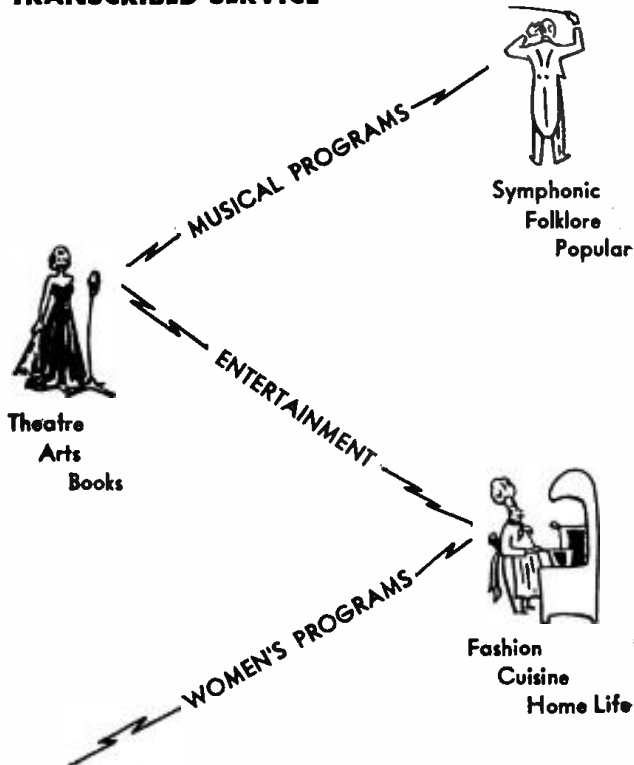 TRANSCRIBED SERVICE
MUSICAL PROGRAMS
Symphonic
Folklore
Popular
Theatre
Arts
Books
ENTERTAINMENT
Fashion
Cuisine
Home Life
WOMEN'S PROGRAMS